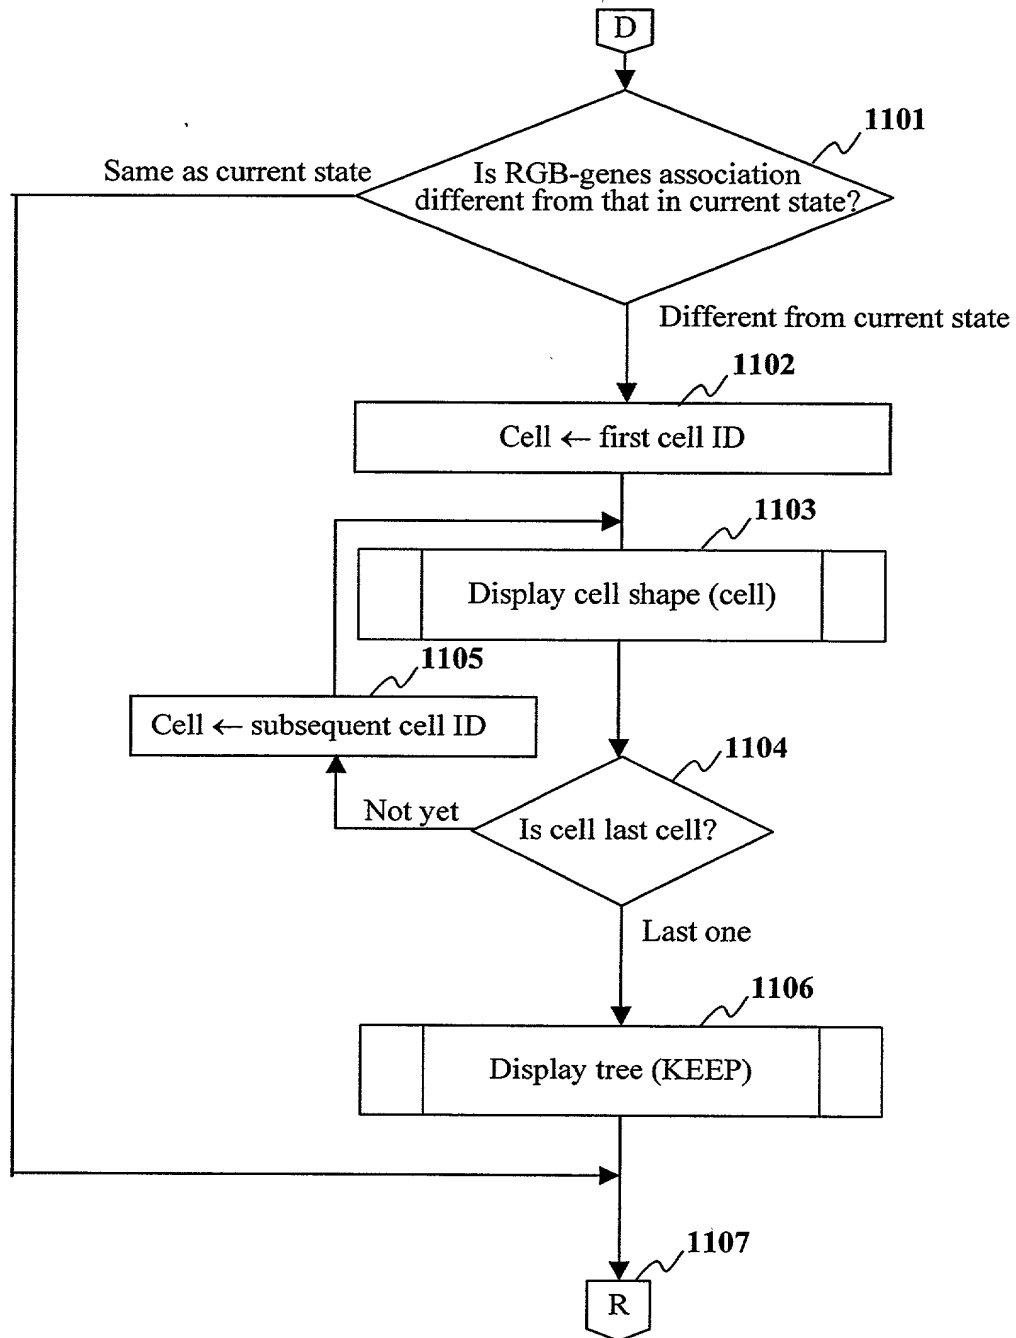 D
1101
Same as current state
Is RGB-genes association
different from that in current state?
Different from current state
1102
Cell ← first cell ID
1103
Display cell shape (cell)
1105
Cell ← subsequent cell ID
1104
Not yet
Is cell last cell?
Last one
1106
Display tree (KEEP)
1107
R